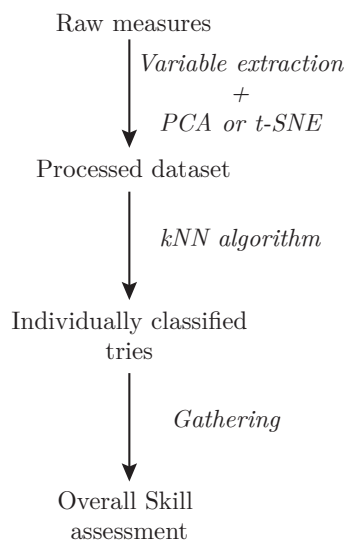 Raw measures
Variable extraction
+
PCA or t-SNE
Processed dataset
kNN algorithm
Individually classified
tries
Gathering
Overall Skill
assessment